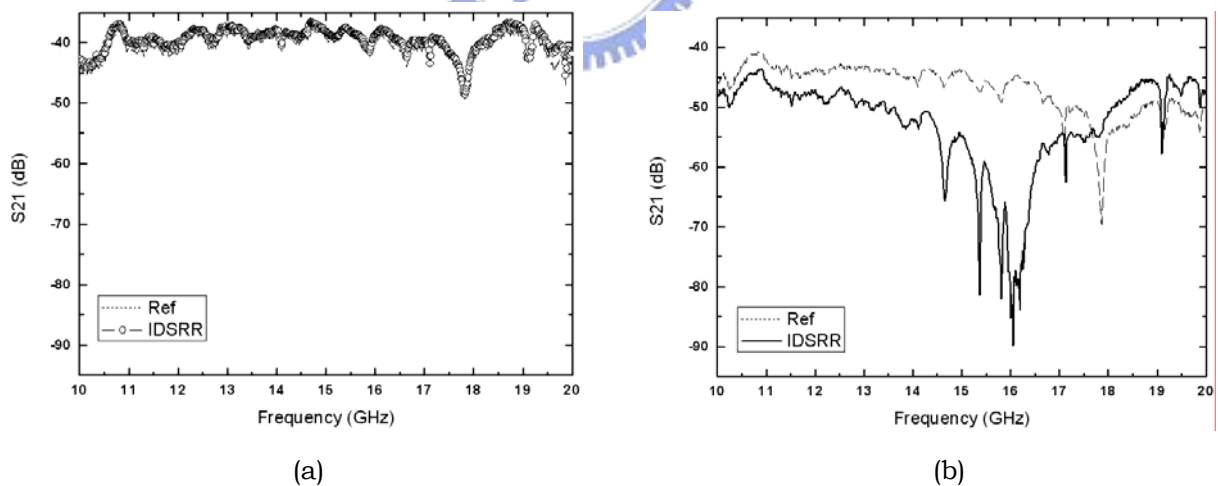 -40
-50
-60
-70
-80
-90
S21 (dB)
Ref
IDSRR
10 11 12 13 14 15 16 17 18 19 20
Frequency (GHz)
(a)
-40
-50
-60
-70
-80
-90
S21 (dB)
Ref
IDSRR
10 11 12 13 14 15 16 17 18 19 20
Frequency (GHz)
(b)